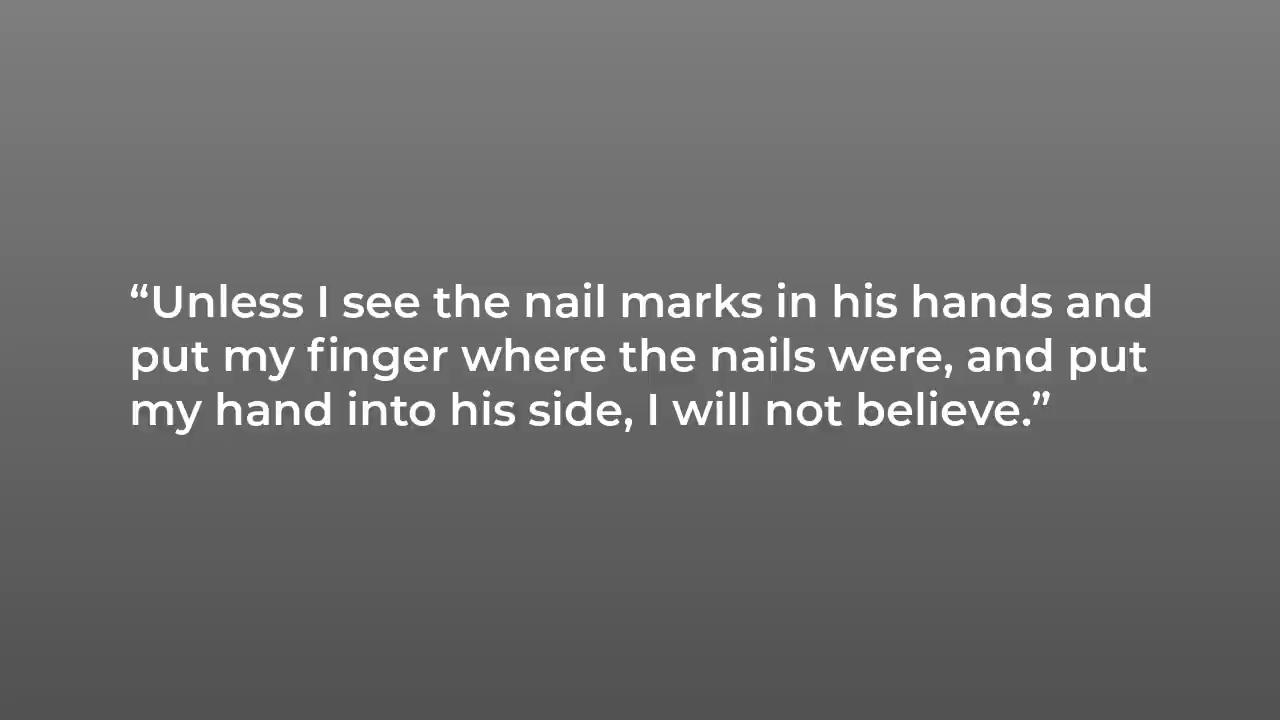 “Unless I see the nail marks in his hands and
put my finger where the nails were, and put
my hand into his side, I will not believe.”